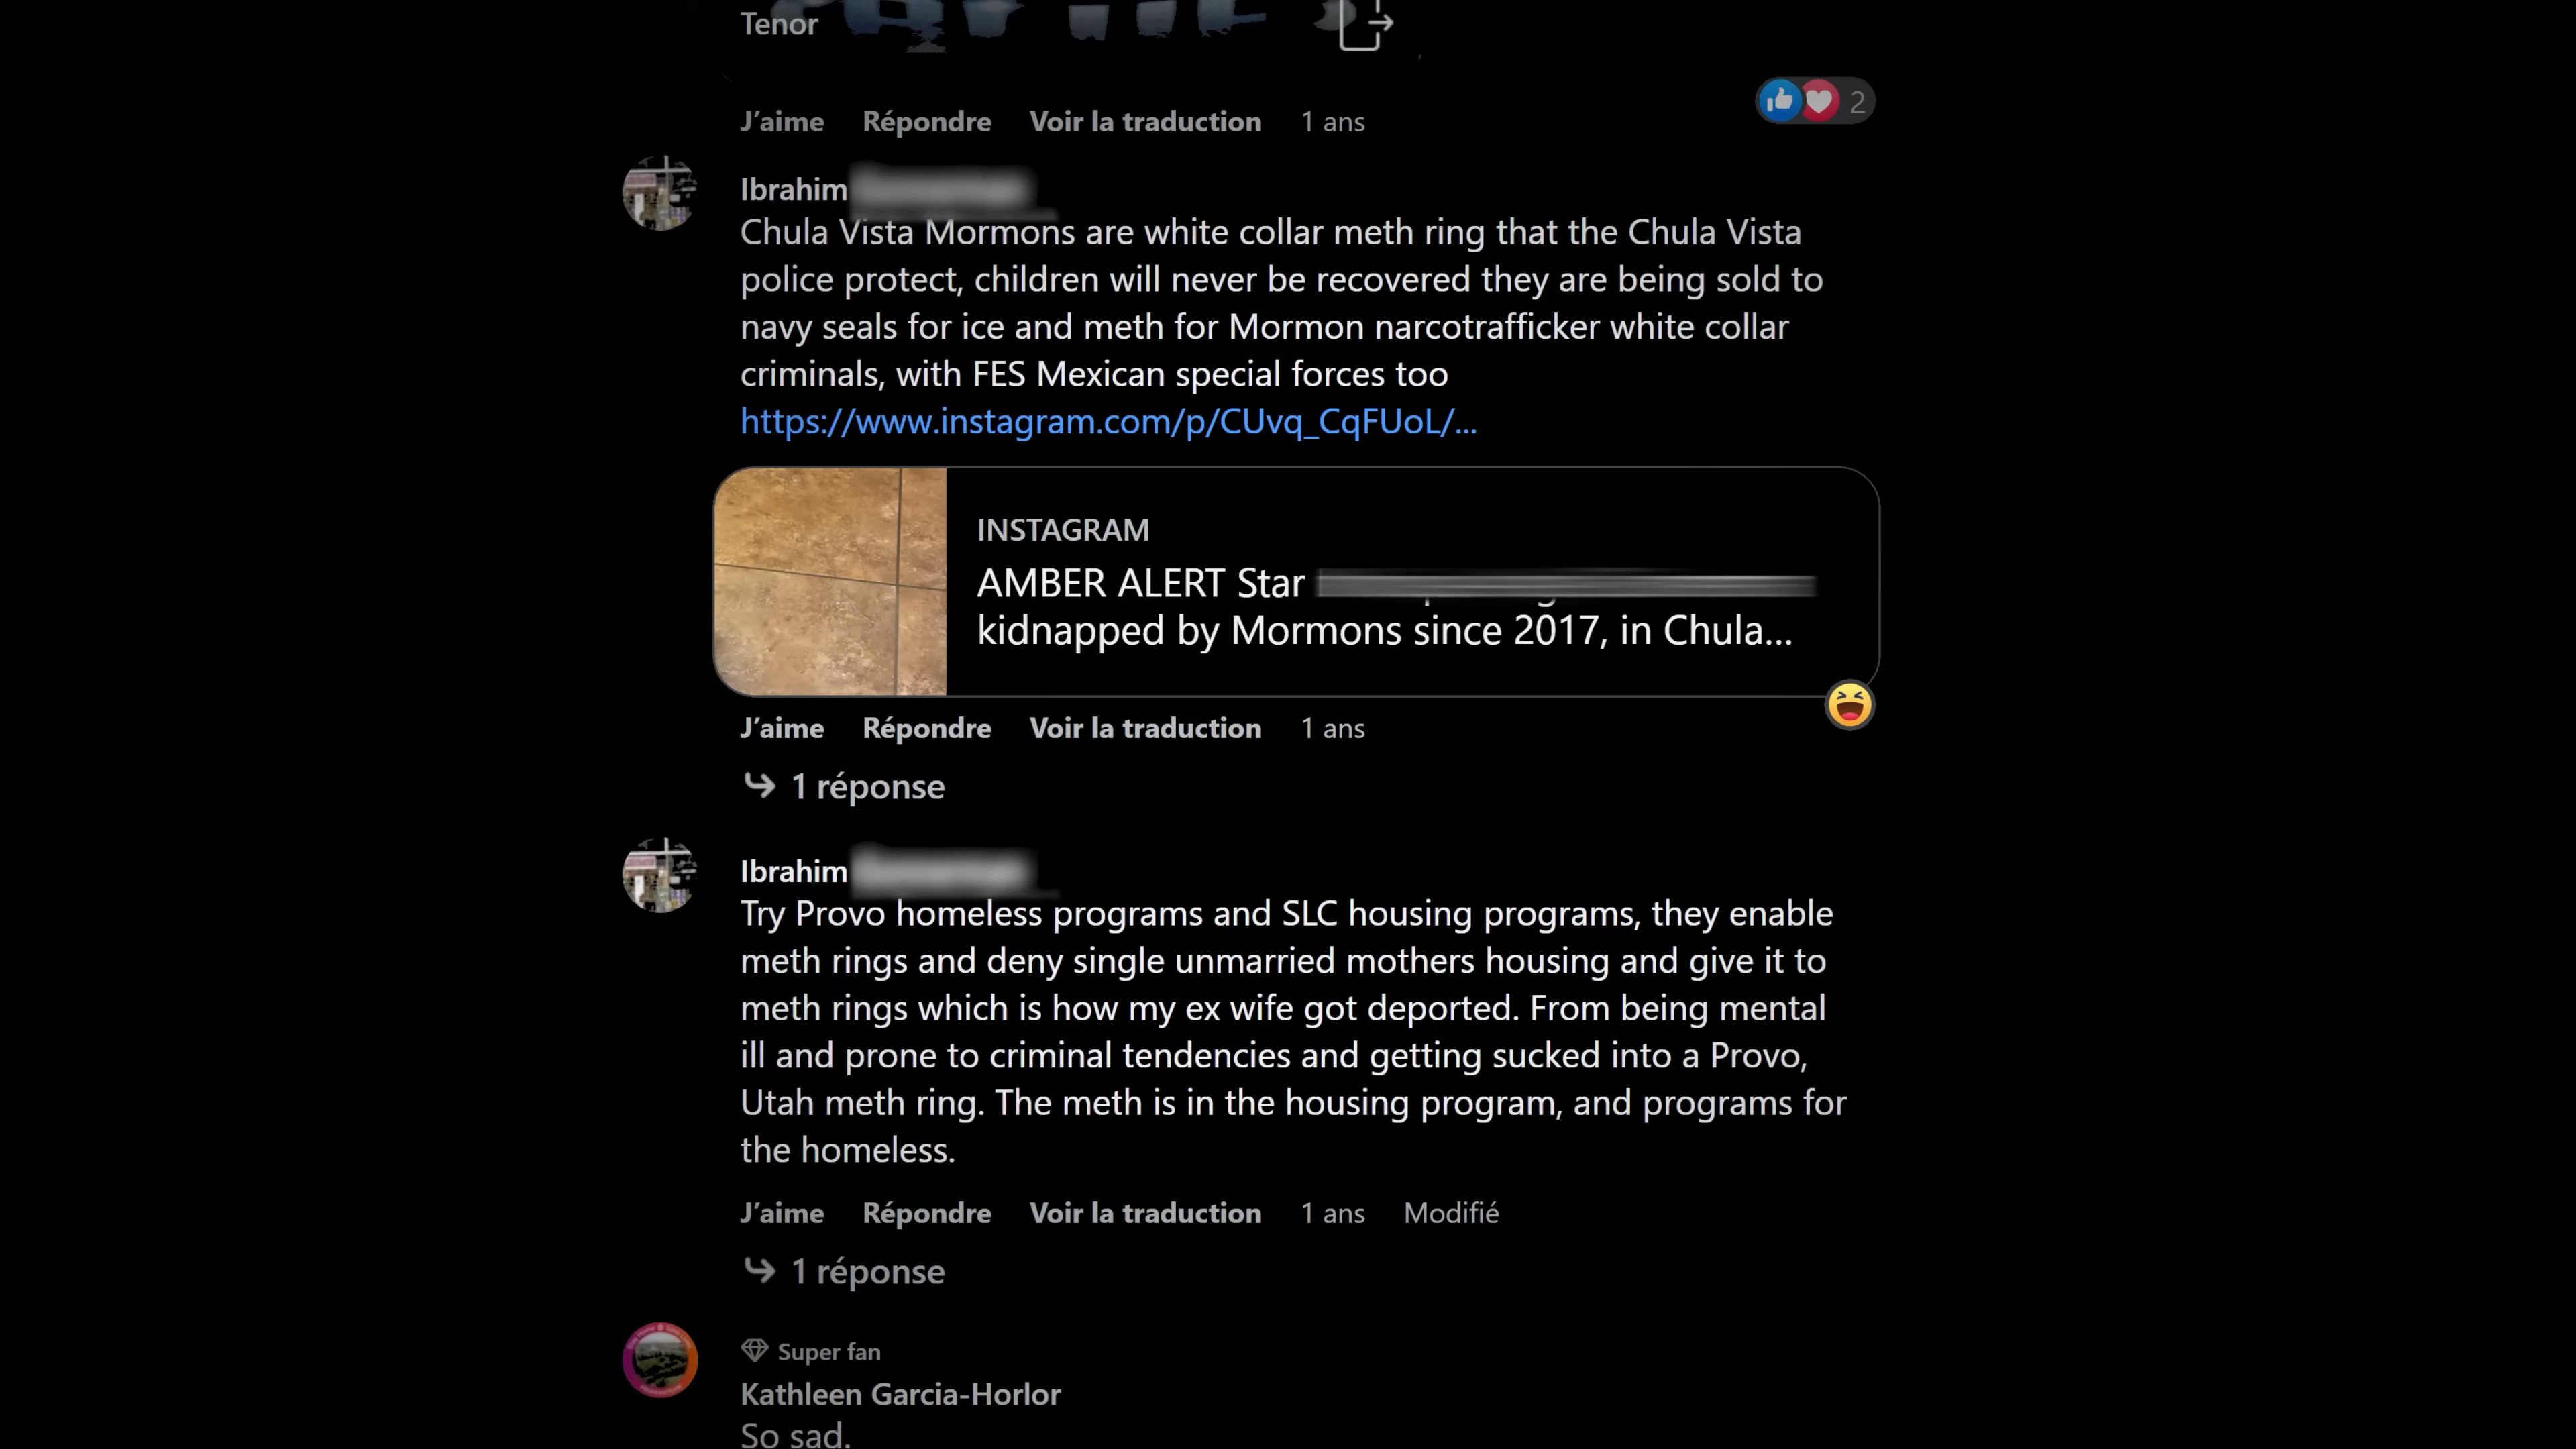 Tenor
2
J'aime Répondre Voir la traduction 1 ans
Ibrahim
Chula Vista Mormons are white collar meth ring that the Chula Vista
police protect, children will never be recovered they are being sold to
navy seals for ice and meth for Mormon narcotrafficker white collar
criminals, with FES Mexican special forces too
https://www.instagram.com/p/CUvq_CqFUoL/...
INSTAGRAM
AMBER ALERT Star
kidnapped by Mormons since 2017, in Chula...
J'aime Répondre Voir la traduction 1 ans
1 réponse
Ibrahim
Try Provo homeless programs and SLC housing programs, they enable
meth rings and deny single unmarried mothers housing and give it to
meth rings which is how my ex wife got deported. From being mental
ill and prone to criminal tendencies and getting sucked into a Provo,
Utah meth ring. The meth is in the housing program, and programs for
the homeless.
J'aime Répondre Voir la traduction 1 ans Modifié
1 réponse
Super fan
Kathleen Garcia-Horlor
So sad.